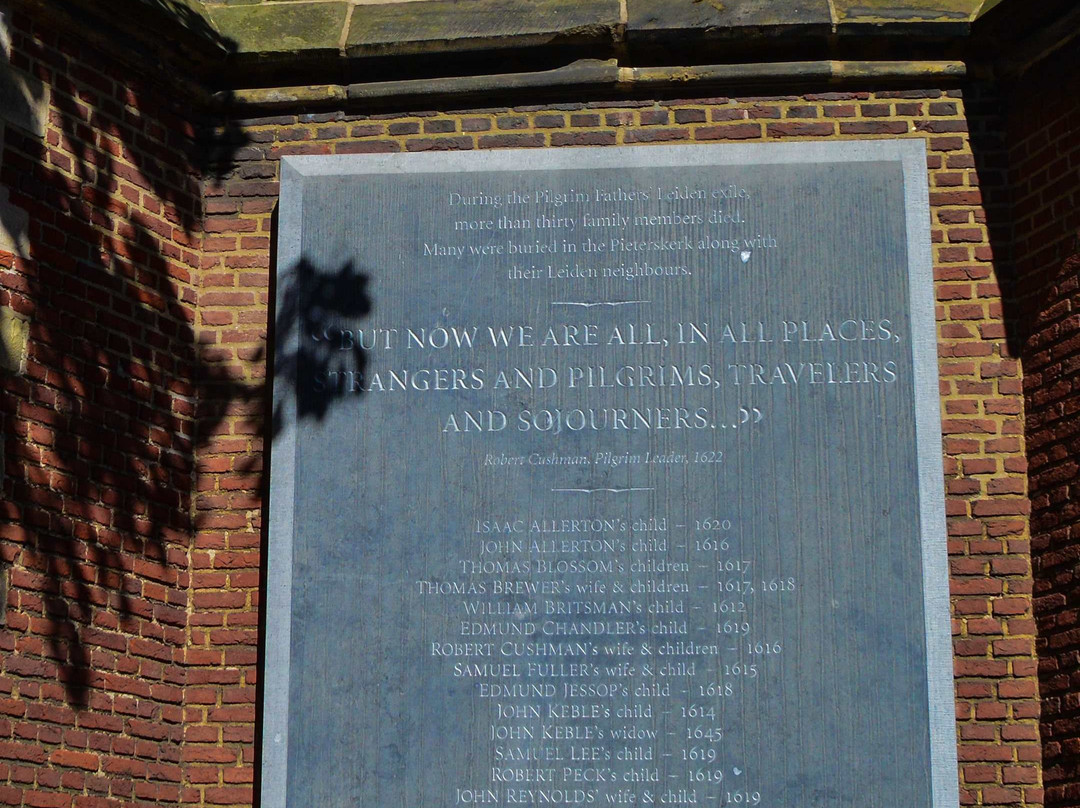 During the Pilgrim Fathers' Leiden exile,
more than thirty family members died.
Many were buried in the Pieterskerk along with
their Leiden neighbours.
“BUT NOW WE ARE ALL, IN ALL PLACES,
STRANGERS AND PILGRIMS, TRAVELERS
AND SOJOURNERS...”
Robert Cushman, Pilgrim Leader, 1622
ISAAC ALLERTON's child – 1620
JOHN ALLERTON's child – 1616
THOMAS BLOSSOM's children – 1617
THOMAS BREWER's wife & children – 1617, 1618
WILLIAM BRITSMAN's child – 1612
EDMUND CHANDLER's child – 1619
ROBERT CUSHMAN's wife & children – 1616
SAMUEL FULLER's wife & child – 1615
EDMUND JESSOP's child – 1618
JOHN KEBLE's child – 1614
JOHN KEBLE's widow – 1645
SAMUEL LEE's child – 1619
ROBERT PECK's child – 1619
JOHN REYNOLDS' wife & child – 1619